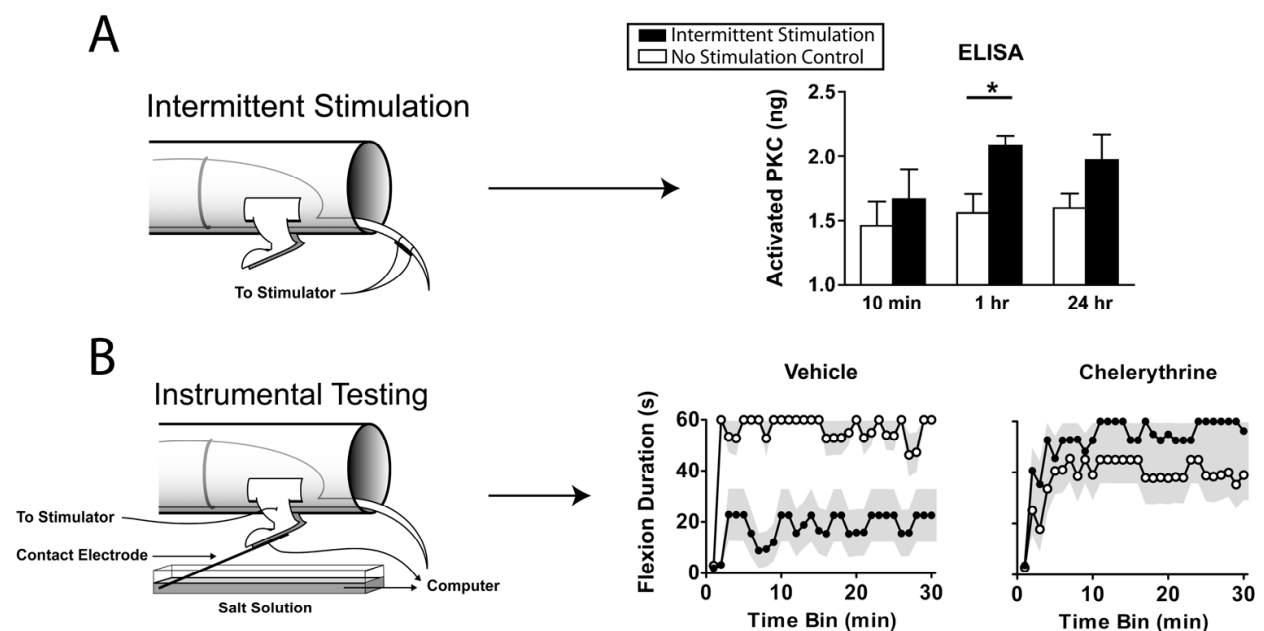 A
Intermittent Stimulation
To Stimulator
Intermittent Stimulation
No Stimulation Control
ELISA
*
Activated PKC (ng)
2.5
2.0
1.5
1.0
10 min 1 hr 24 hr
B
Instrumental Testing
To Stimulator
Contact Electrode
Computer
Salt Solution
Vehicle
Flexion Duration (s)
60
40
20
0
0 10 20 30
Time Bin (min)
Chelerythrine
0 10 20 30
Time Bin (min)